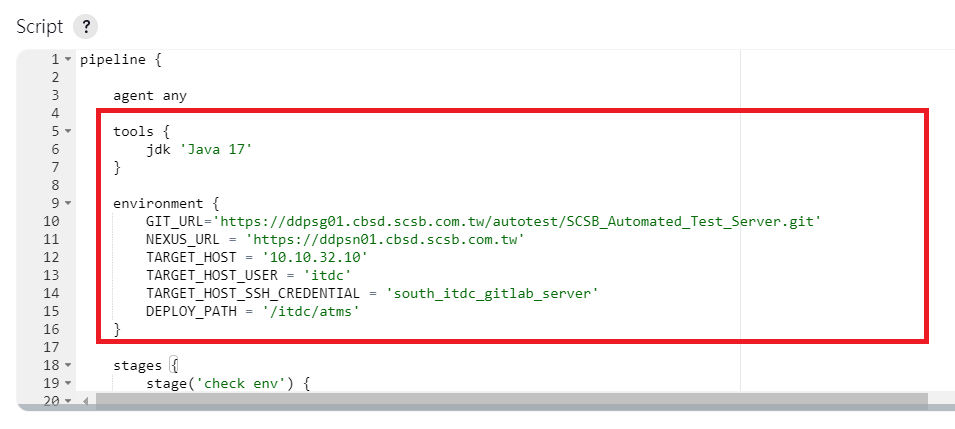 Script ?
1 pipeline {
2
3 agent any
4
5 tools {
6 jdk 'Java 17'
7 }
8
9 environment {
10 GIT_URL='https://ddpsg01.cbsd.scsb.com.tw/autotest/SCSB_Automated_Test_Server.git'
11 NEXUS_URL = 'https://ddpsn01.cbsd.scsb.com.tw'
12 TARGET_HOST = '10.10.32.10'
13 TARGET_HOST_USER = 'itdc'
14 TARGET_HOST_SSH_CREDENTIAL = 'south_itdc_gitlab_server'
15 DEPLOY_PATH = '/itdc/atms'
16 }
17
18 stages {
19 stage('check env') {
20